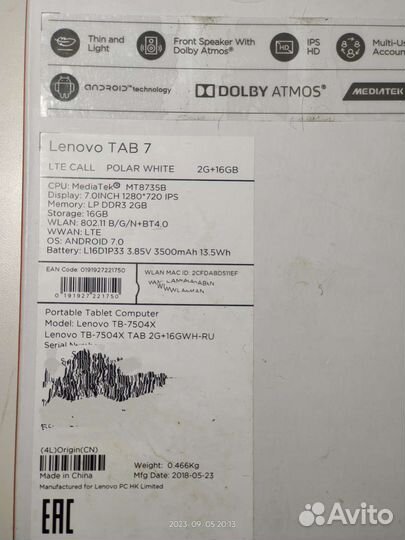 Thin and Light
Front Speaker With Dolby Atmos®
HD
IPS HD
Multi-Us
Accoun
ANDROID technology
DOLBY ATMOS®
MEDIATEK
Lenovo TAB 7
LTE CALL POLAR WHITE 2G+16GB
CPU: MediaTek® MT8735B
Display: 7.0INCH 1280*720 IPS
Memory: LP DDR3 2GB
Storage: 16GB
WLAN: 802.11 B/G/N+BT4.0
WWAN: LTE
OS: ANDROID 7.0
Battery: L16D1P33 3.85V 3500mAh 13.5Wh
EAN Code: 0191927221750
WLAN MAC ID: 2CFDAB0511EF
0 191927 221750
Portable Tablet Computer
Model: Lenovo TB-7504X
Lenovo TB-7504X TAB 2G+16GWH-RU
Serial
(4L)Origin(CN)
Made in China
Weight: 0.466Kg
Mfg Date: 2018-05-23
Manufactured for Lenovo PC HK Limited
EAC
2023-09-05 20:13
Avito